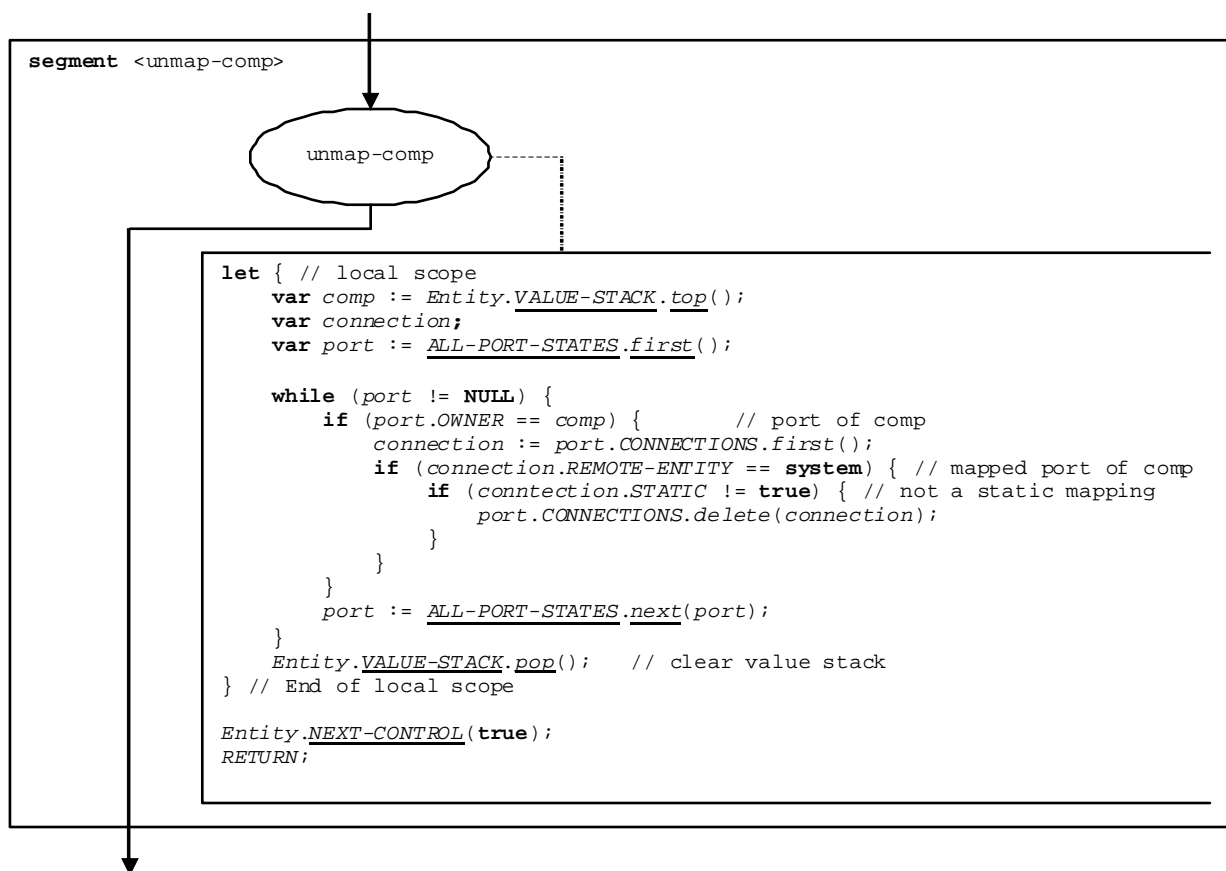 segment <unmap-comp>
unmap-comp
let { // local scope
var comp := Entity.VALUE-STACK.top();
var connection;
var port := ALL-PORT-STATES.first();
while (port != NULL) {
if (port.OWNER == comp) { // port of comp
connection := port.CONNECTIONS.first();
if (connection.REMOTE-ENTITY == system) { // mapped port of comp
if (conntection.STATIC != true) { // not a static mapping
port.CONNECTIONS.delete(connection);
}
}
}
port := ALL-PORT-STATES.next(port);
}
Entity.VALUE-STACK.pop(); // clear value stack
} // End of local scope
Entity.NEXT-CONTROL(true);
RETURN;